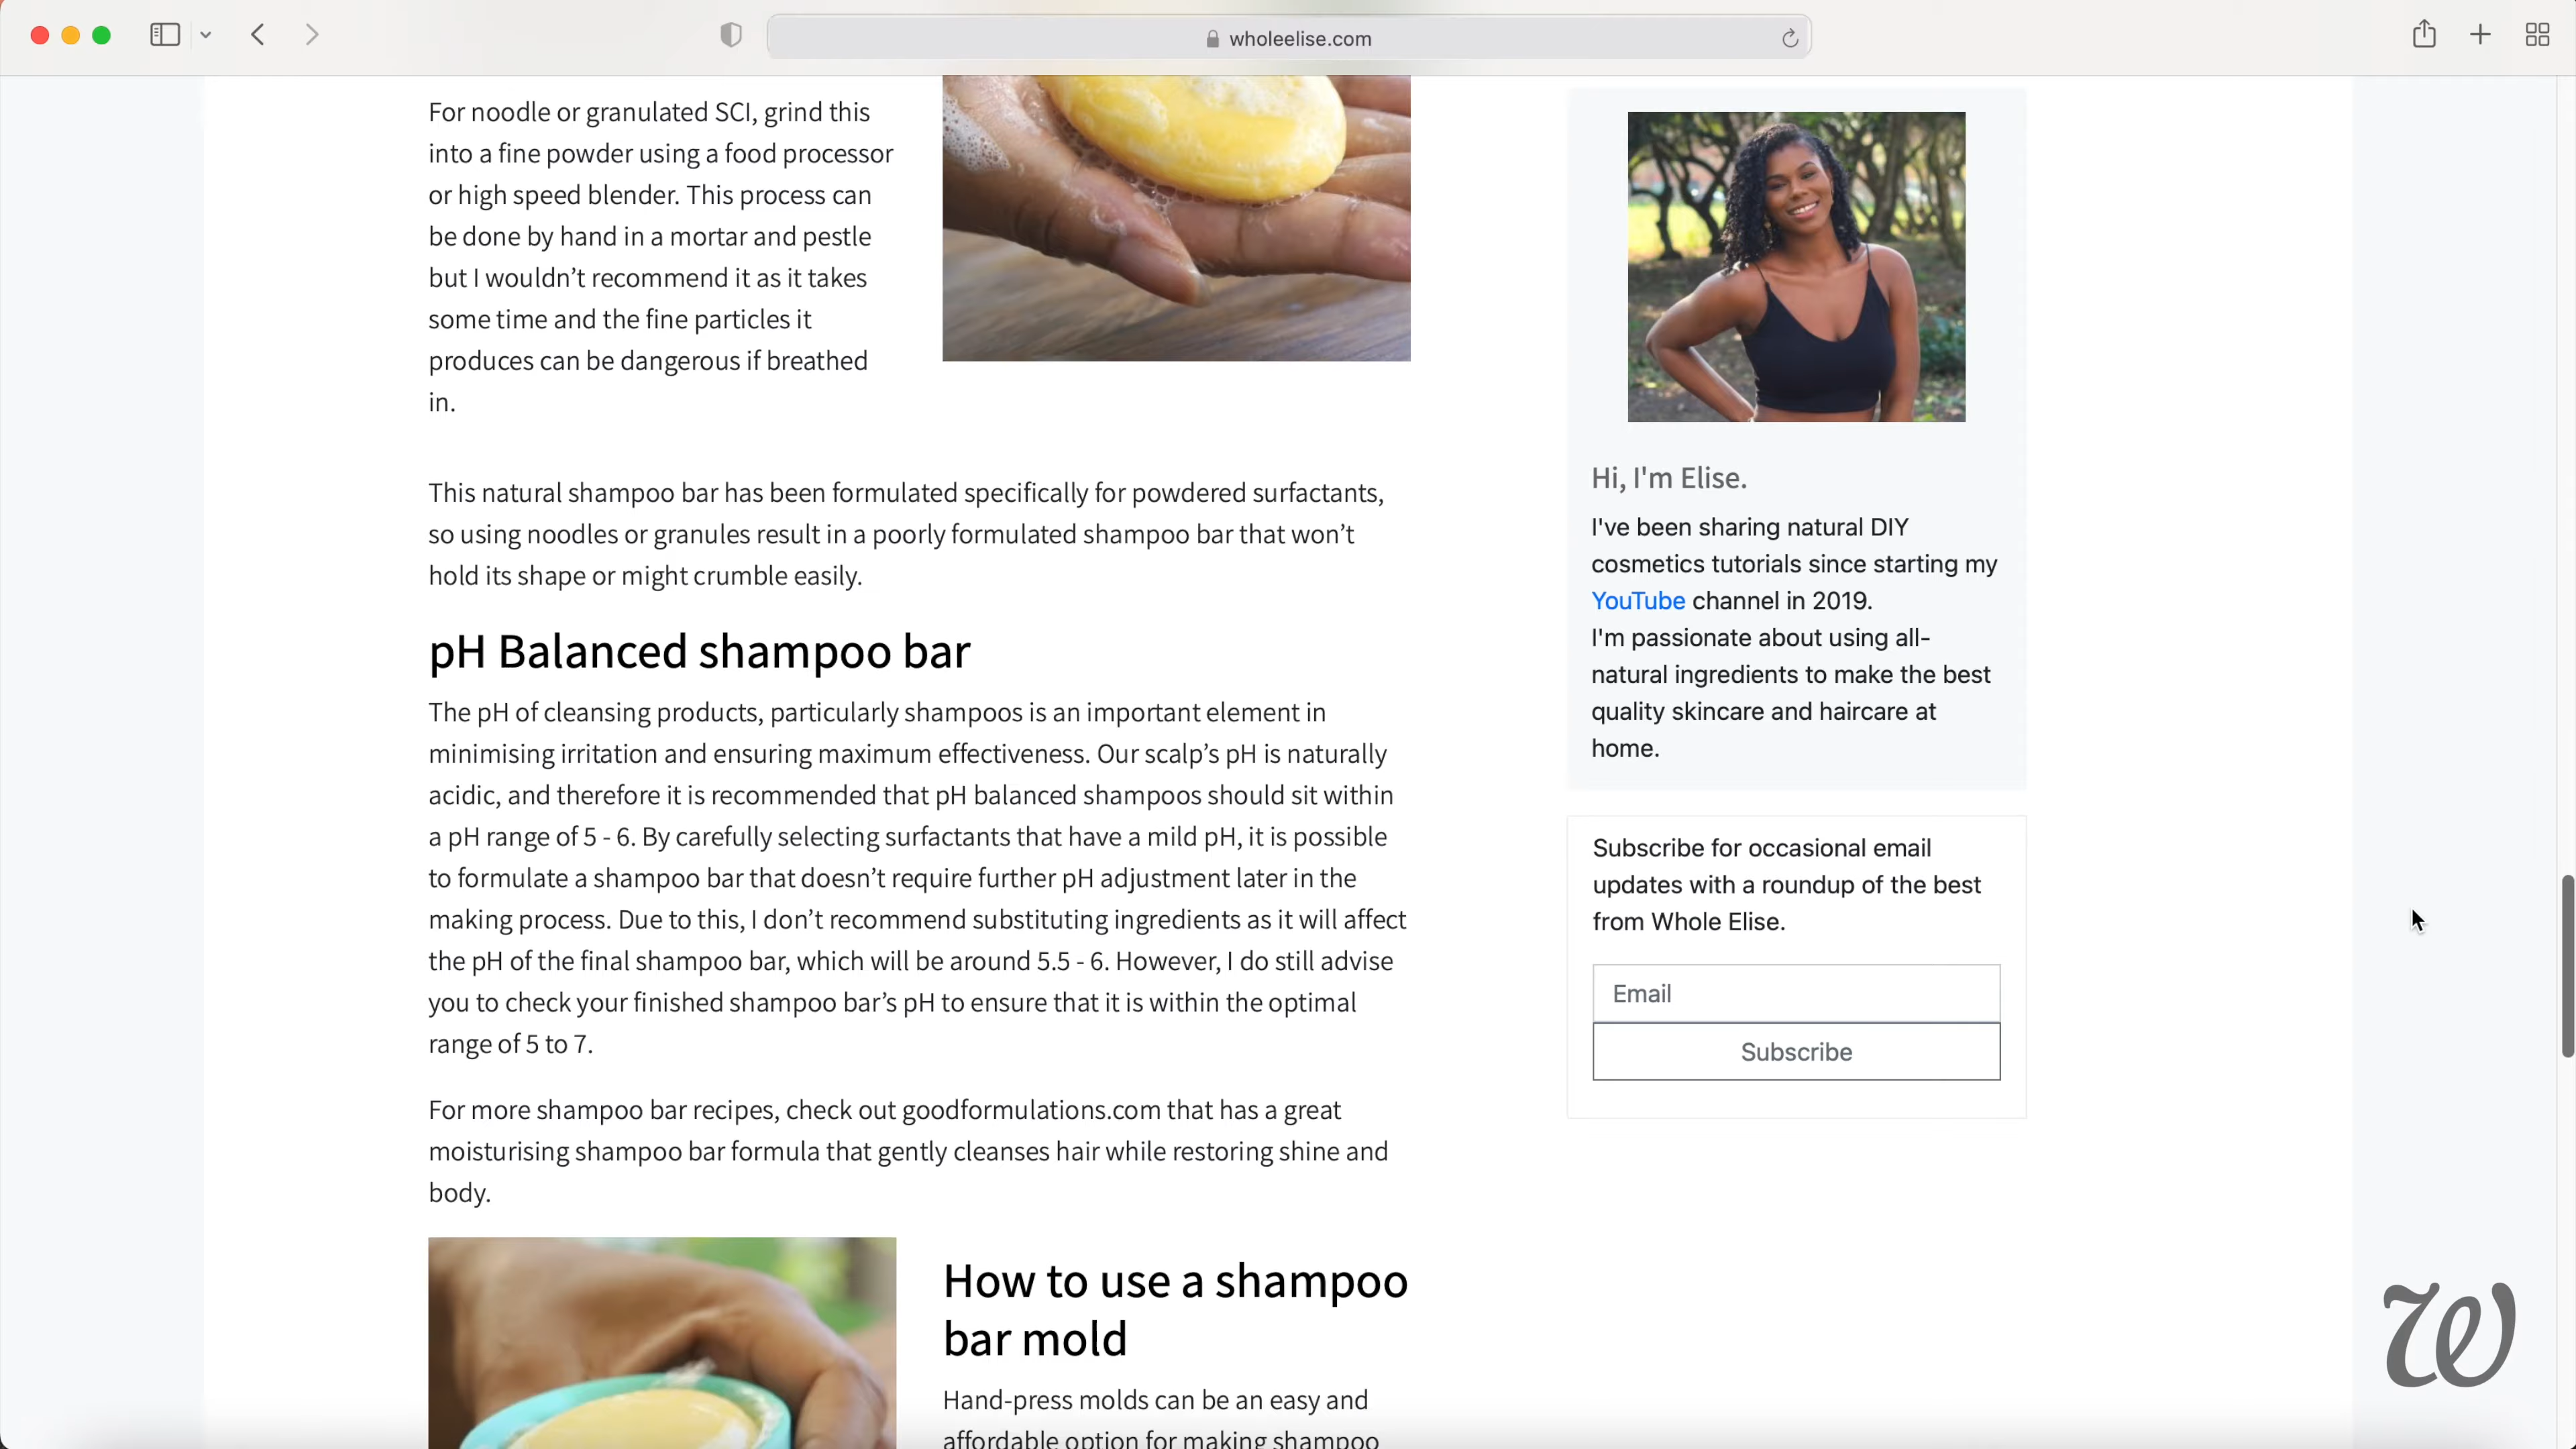 wholeelise.com
For noodle or granulated SCI, grind this
into a fine powder using a food processor
or high speed blender. This process can
be done by hand in a mortar and pestle
but I wouldn’t recommend it as it takes
some time and the fine particles it
produces can be dangerous if breathed
in.
This natural shampoo bar has been formulated specifically for powdered surfactants,
so using noodles or granules result in a poorly formulated shampoo bar that won’t
hold its shape or might crumble easily.
pH Balanced shampoo bar
The pH of cleansing products, particularly shampoos is an important element in
minimising irritation and ensuring maximum effectiveness. Our scalp’s pH is naturally
acidic, and therefore it is recommended that pH balanced shampoos should sit within
a pH range of 5 - 6. By carefully selecting surfactants that have a mild pH, it is possible
to formulate a shampoo bar that doesn’t require further pH adjustment later in the
making process. Due to this, I don’t recommend substituting ingredients as it will affect
the pH of the final shampoo bar, which will be around 5.5 - 6. However, I do still advise
you to check your finished shampoo bar’s pH to ensure that it is within the optimal
range of 5 to 7.
For more shampoo bar recipes, check out goodformulations.com that has a great
moisturising shampoo bar formula that gently cleanses hair while restoring shine and
body.
How to use a shampoo
bar mold
Hand-press molds can be an easy and
affordable option for making shampoo
Hi, I'm Elise.
I've been sharing natural DIY
cosmetics tutorials since starting my
YouTube channel in 2019.
I'm passionate about using all-
natural ingredients to make the best
quality skincare and haircare at
home.
Subscribe for occasional email
updates with a roundup of the best
from Whole Elise.
Email
Subscribe
w